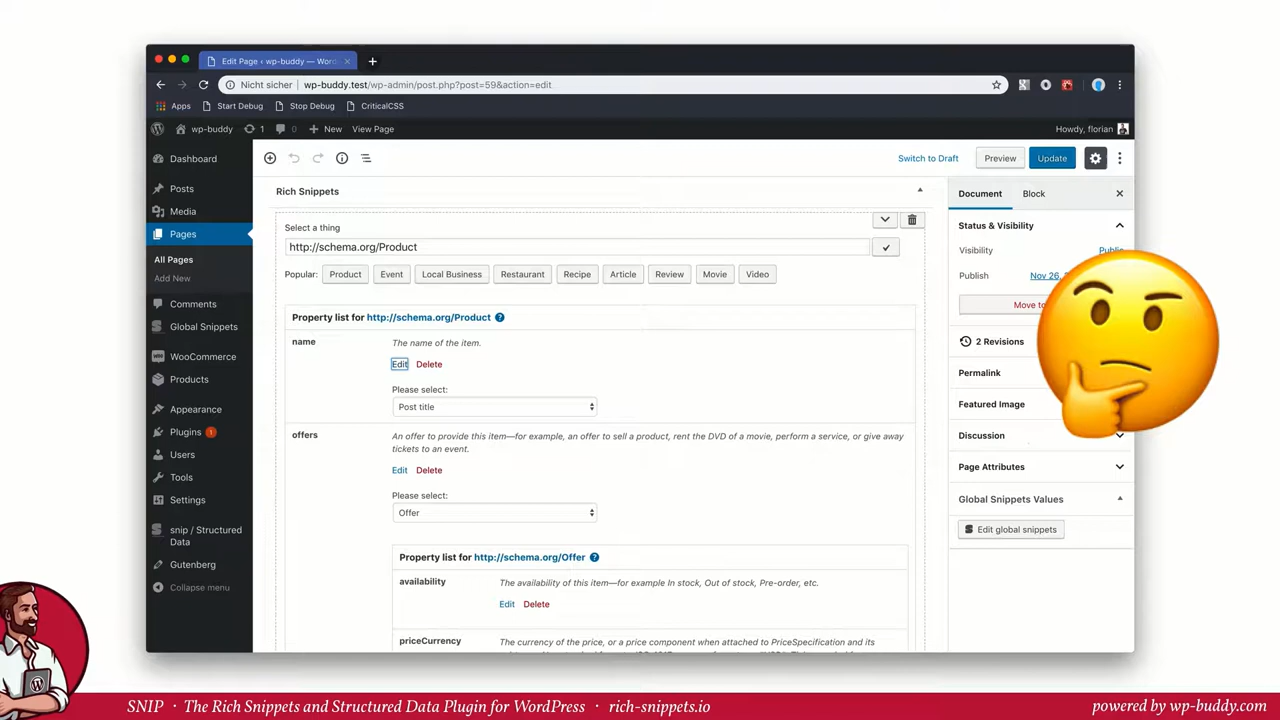 Edit Page ‹ wp-buddy — Word
Nicht sicher wp-buddy.test/wp-admin/post.php?post=59&action=edit
Apps Start Debug Stop Debug CriticalCSS
wp-buddy 1 0 New View Page Howdy, florian
Dashboard
Posts
Media
Pages
All Pages
Add New
Comments
Global Snippets
WooCommerce
Products
Appearance
Plugins 1
Users
Tools
Settings
snip / Structured
Data
Gutenberg
Collapse menu
Switch to Draft Preview Update
Rich Snippets
Select a thing
http://schema.org/Product
Popular: Product Event Local Business Restaurant Recipe Article Review Movie Video
Property list for http://schema.org/Product
name
The name of the item.
Edit Delete
Please select:
Post title
offers
An offer to provide this item—for example, an offer to sell a product, rent the DVD of a movie, perform a service, or give away
tickets to an event.
Edit Delete
Please select:
Offer
Property list for http://schema.org/Offer
availability
The availability of this item—for example In stock, Out of stock, Pre-order, etc.
Edit Delete
priceCurrency
The currency of the price, or a price component when attached to PriceSpecification and its
Document Block
Status & Visibility
Visibility
Publish Nov 26,
Move
2 Revisions
Permalink
Featured Image
Discussion
Page Attributes
Global Snippets Values
Edit global snippets
SNIP · The Rich Snippets and Structured Data Plugin for WordPress · rich-snippets.io
powered by wp-buddy.com